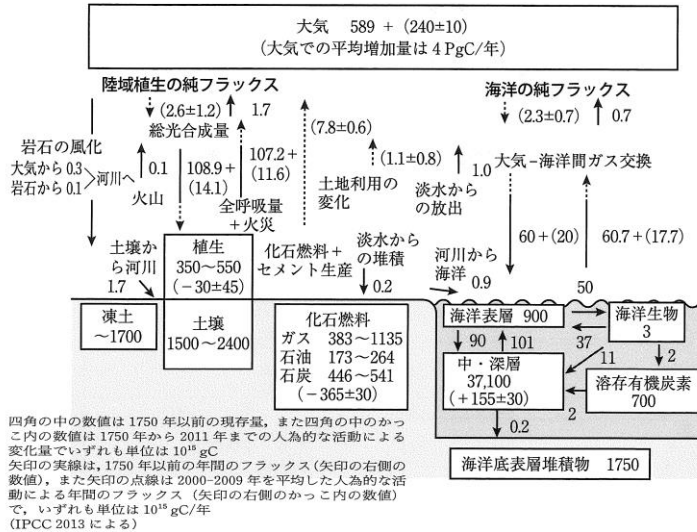 大気　589 + (240±10)
(大気での平均増加量は 4 PgC/年)
陸域植生の純フラックス
海洋の純フラックス
(2.6±1.2)
1.7
(2.3±0.7)
0.7
総光合成量
(7.8±0.6)
岩石の風化
大気から 0.3
岩石から 0.1
河川へ
0.1
火山
108.9+
(14.1)
107.2+
(11.6)
全呼吸量
+火災
(1.1±0.8)
土地利用の
変化
1.0
淡水から
の放出
大気−海洋間ガス交換
60+(20)
60.7+(17.7)
土壌か
ら河川
1.7
植生
350〜550
(−30±45)
化石燃料+
セメント生産
淡水から
の堆積
0.2
河川から
海洋
0.9
50
凍土
〜1700
土壌
1500〜2400
化石燃料
ガス　383〜1135
石油　173〜264
石炭　446〜541
(−365±30)
海洋表層 900
海洋生物
3
90
101
37
11
2
中・深層
37,100
(+155±30)
溶存有機炭素
700
2
0.2
海洋底表層堆積物　1750
四角の中の数値は 1750 年以前の現存量，また四角の中のかっ
こ内の数値は 1750 年から 2011 年までの人為的な活動による
変化量でいずれも単位は 10¹⁵ gC
矢印の実線は，1750 年以前の年間のフラックス(矢印の右側の
数値)，また矢印の点線は 2000-2009 年を平均した人為的な活
動による年間のフラックス (矢印の右側のかっこ内の数値)
で，いずれも単位は 10¹⁵ gC/年
(IPCC 2013 による)